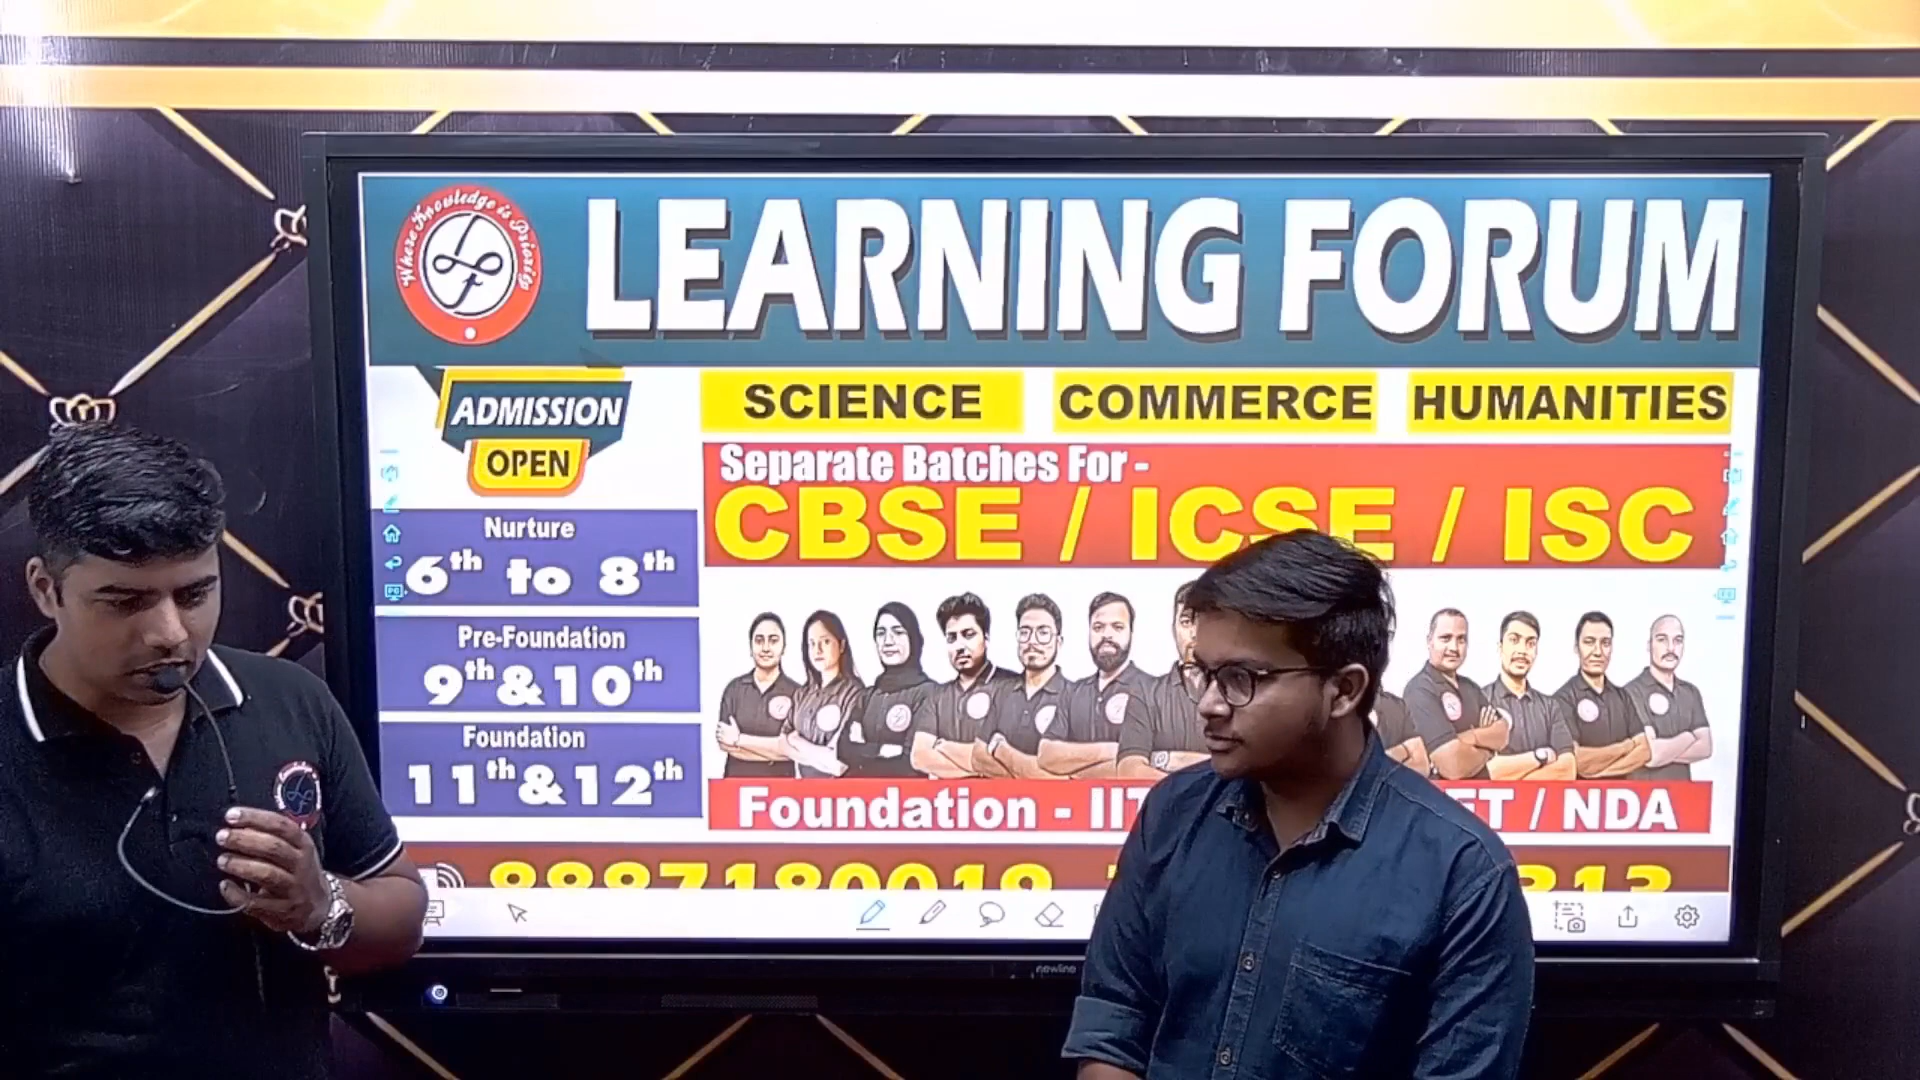 Where Knowledge is Priority
LEARNING FORUM
ADMISSION
OPEN
SCIENCE COMMERCE HUMANITIES
Separate Batches For -
CBSE / ICSE / ISC
Nurture
6th to 8th
Pre-Foundation
9th & 10th
Foundation
11th & 12th
Foundation - / NDA
newline